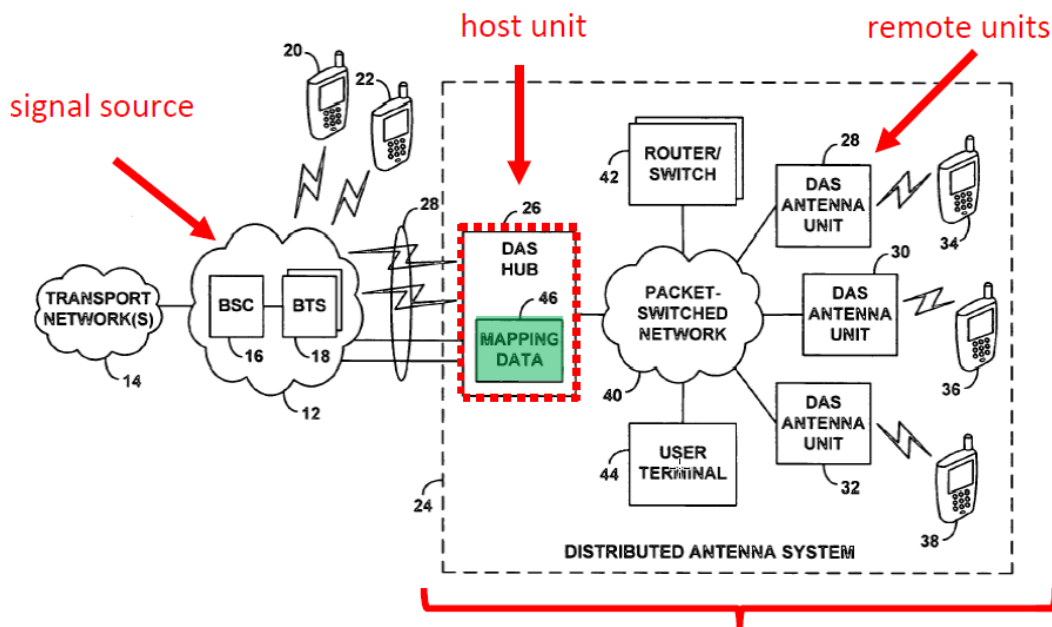 host unit
remote units
signal source
20
22
28
26
DAS
HUB
46
MAPPING
DATA
TRANSPORT
NETWORK(S)
14
BSC
16
BTS
18
12
42
ROUTER/
SWITCH
PACKET-
SWITCHED
NETWORK
40
44
USER
TERMINAL
28
DAS
ANTENNA
UNIT
34
30
DAS
ANTENNA
UNIT
36
DAS
ANTENNA
UNIT
32
38
24
DISTRIBUTED ANTENNA SYSTEM